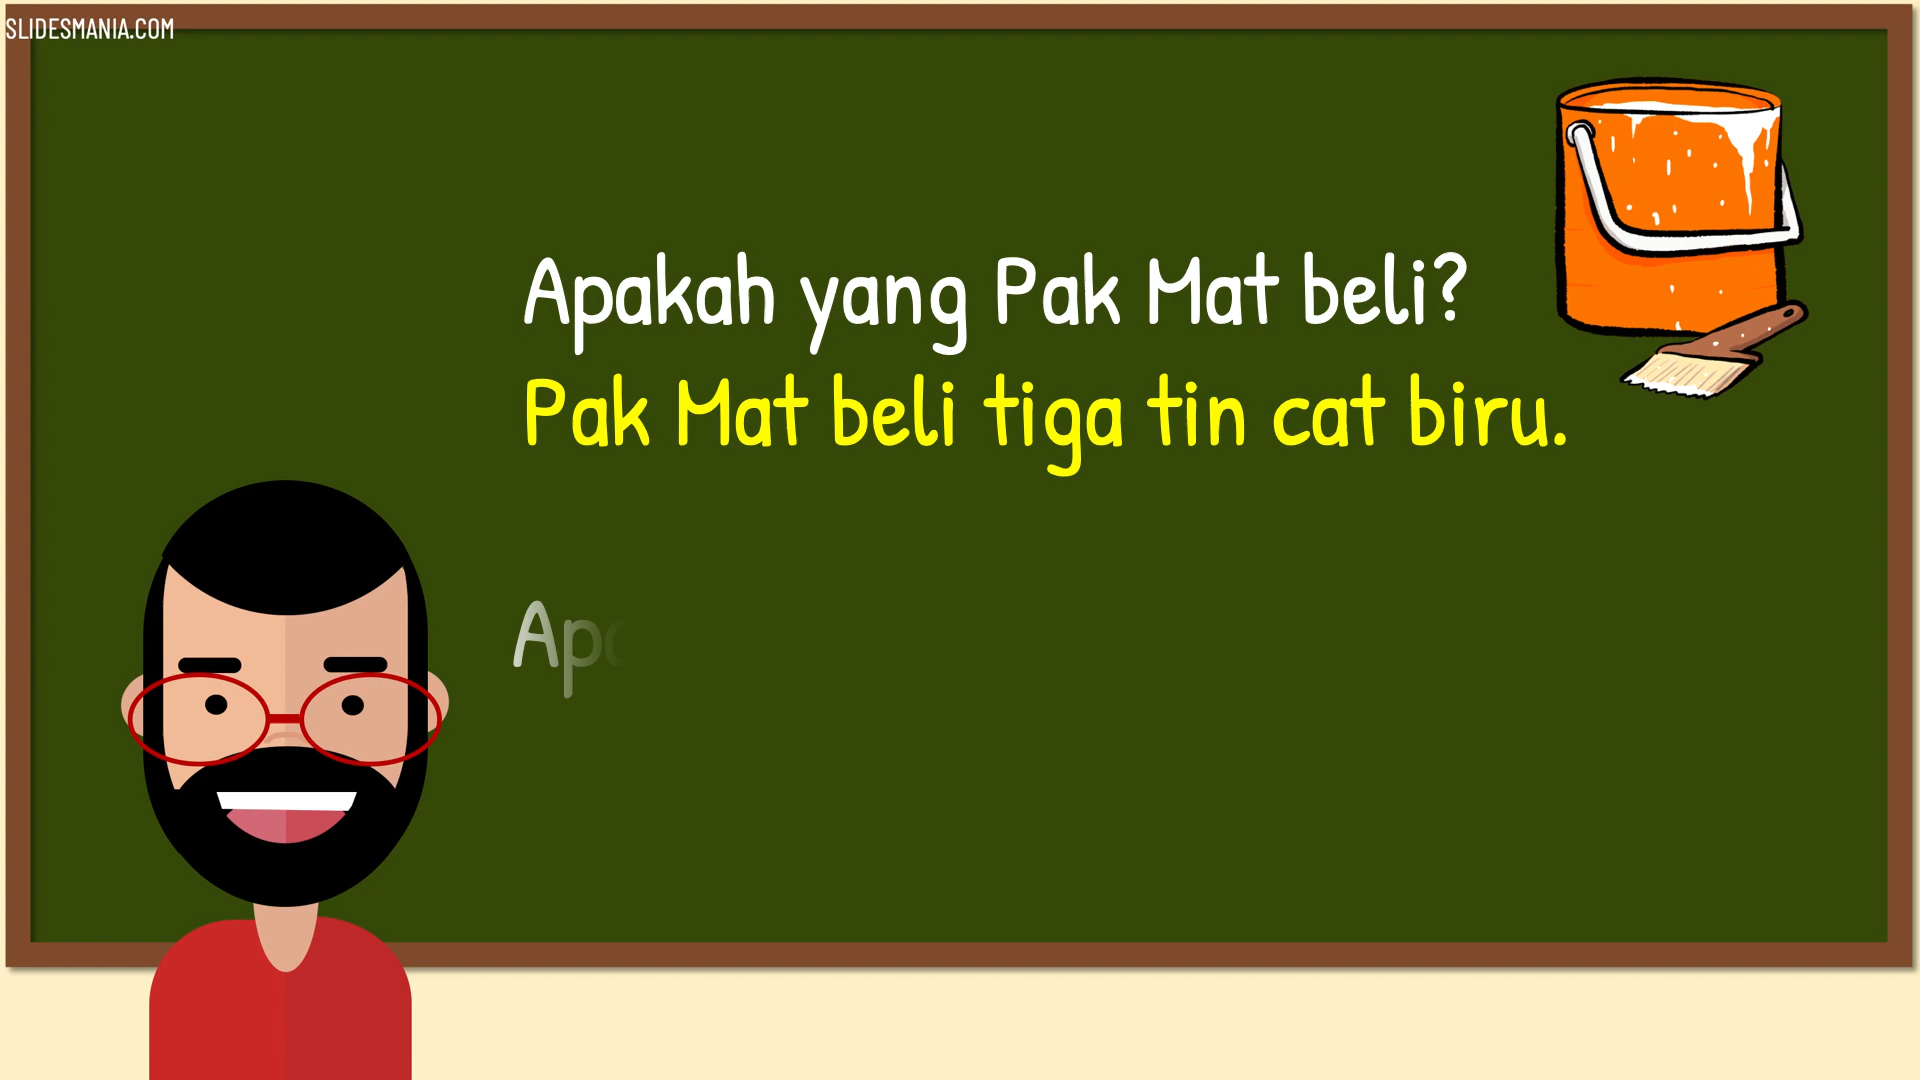 SLIDESMANIA.COM
Apakah yang Pak Mat beli?
Pak Mat beli tiga tin cat biru.